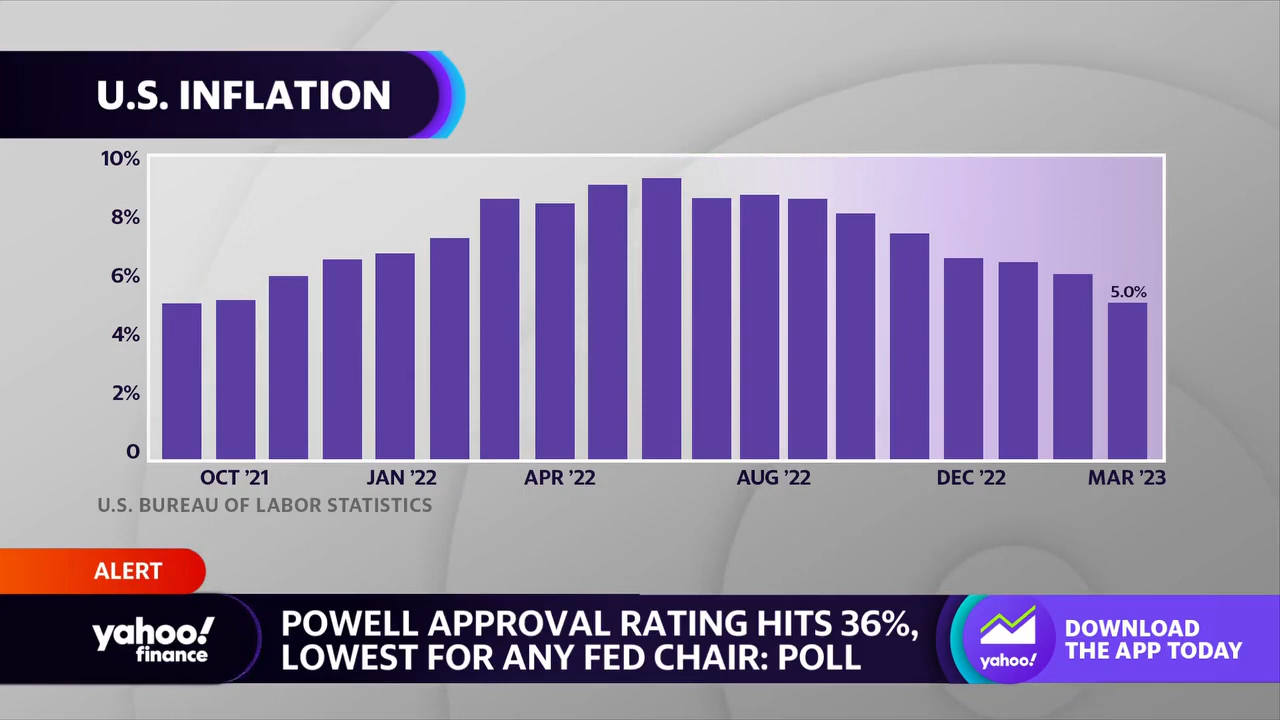 U.S. INFLATION
10%
8%
6%
4%
2%
0
5.0%
OCT ’21 JAN ’22 APR ’22 AUG ’22 DEC ’22 MAR ’23
U.S. BUREAU OF LABOR STATISTICS
ALERT
yahoo!
finance
POWELL APPROVAL RATING HITS 36%,
LOWEST FOR ANY FED CHAIR: POLL
yahoo!
DOWNLOAD
THE APP TODAY